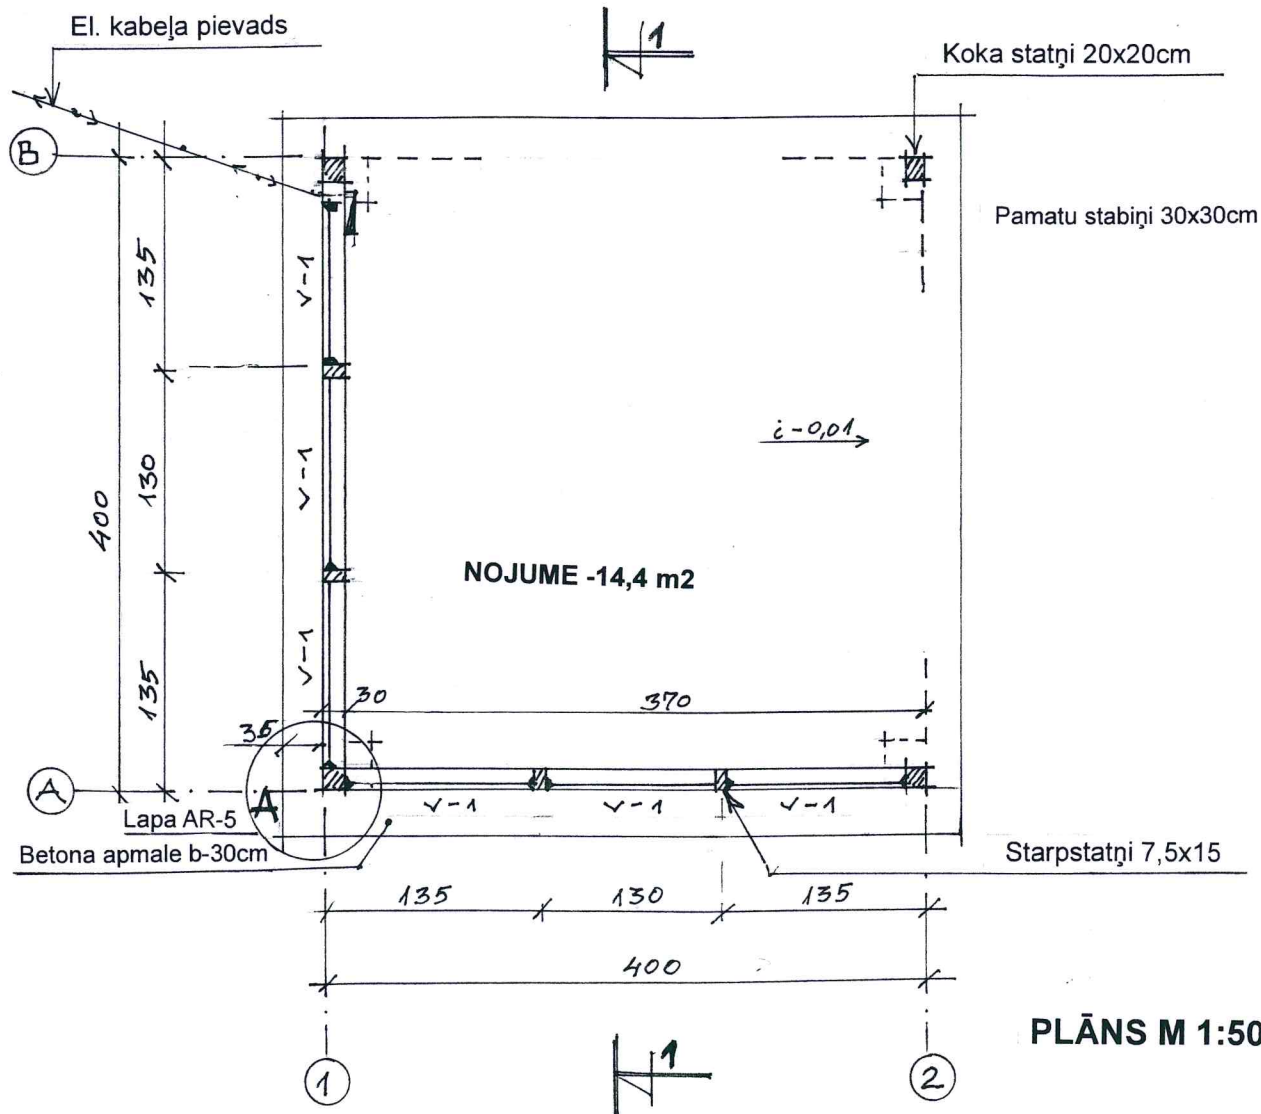 El. kabeļa pievads
1
Koka statņi 20x20cm
B
Pamatu stabiņi 30x30cm
135
v-1
i-0,01
400
130
v-1
NOJUME -14,4 m2
135
v-1
30
370
35
A
A
Lapa AR-5
v-1
v-1
v-1
Betona apmale b-30cm
Starpstatņi 7,5x15
135
130
135
400
PLĀNS M 1:50
1
1
2